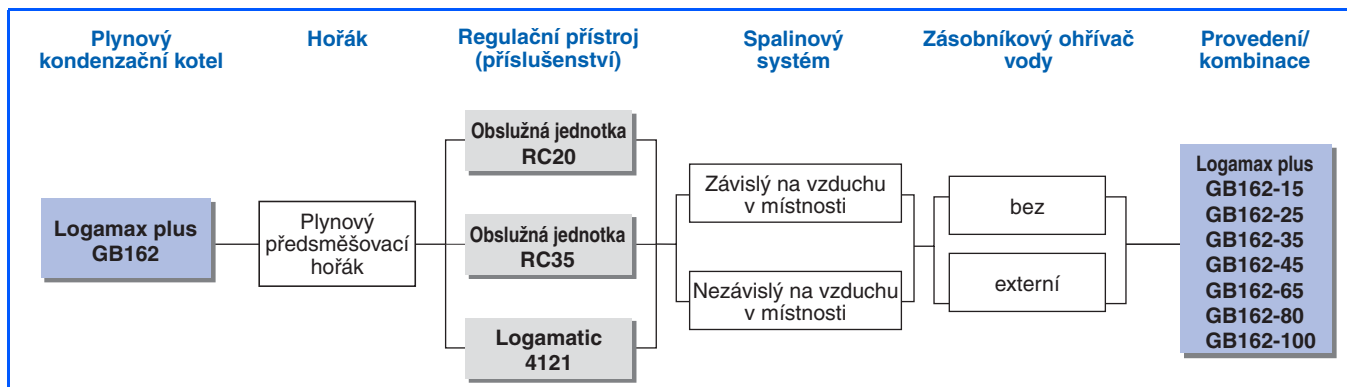 Plynový
kondenzační kotel
Hořák
Regulační přístroj
(příslušenství)
Spalinový
systém
Zásobníkový ohřívač
vody
Provedení/
kombinace
Logamax plus
GB162
Plynový
předsměšovací
hořák
Obslužná jednotka
RC20
Obslužná jednotka
RC35
Logamatic
4121
Závislý na vzduchu
v místnosti
Nezávislý na vzduchu
v místnosti
bez
externí
Logamax plus
GB162-15
GB162-25
GB162-35
GB162-45
GB162-65
GB162-80
GB162-100